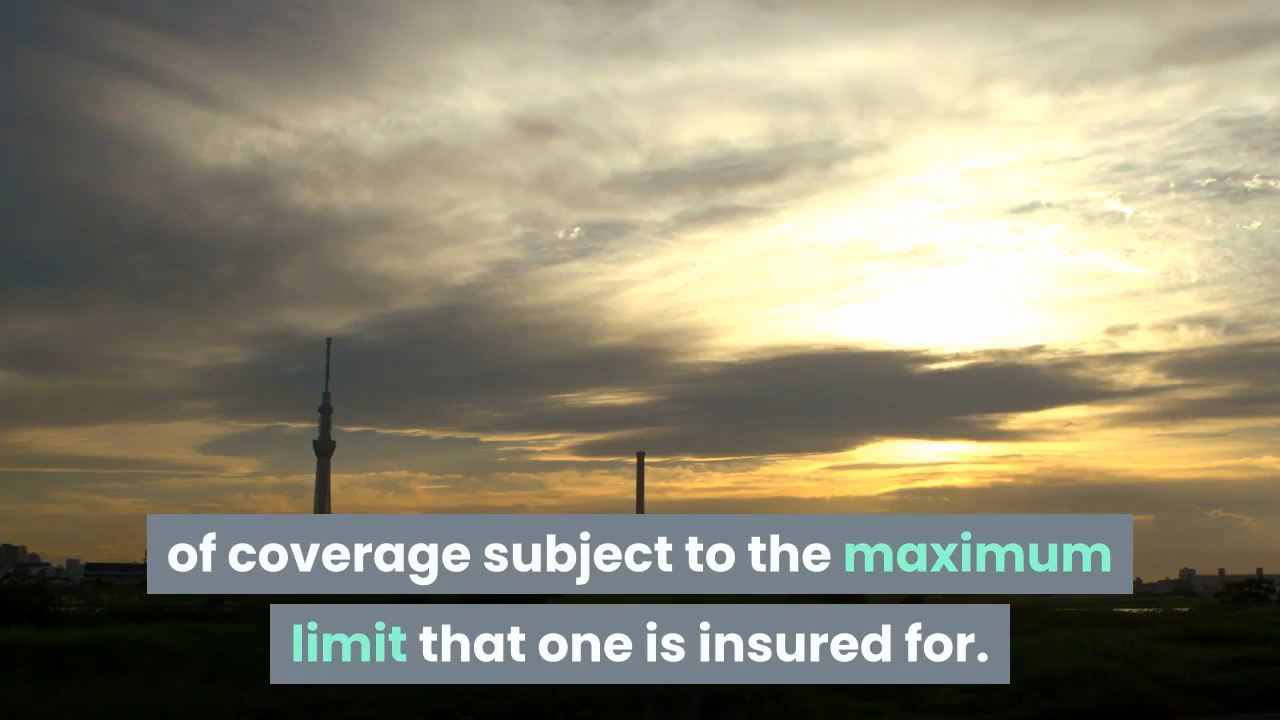 of coverage subject to the maximum
limit that one is insured for.